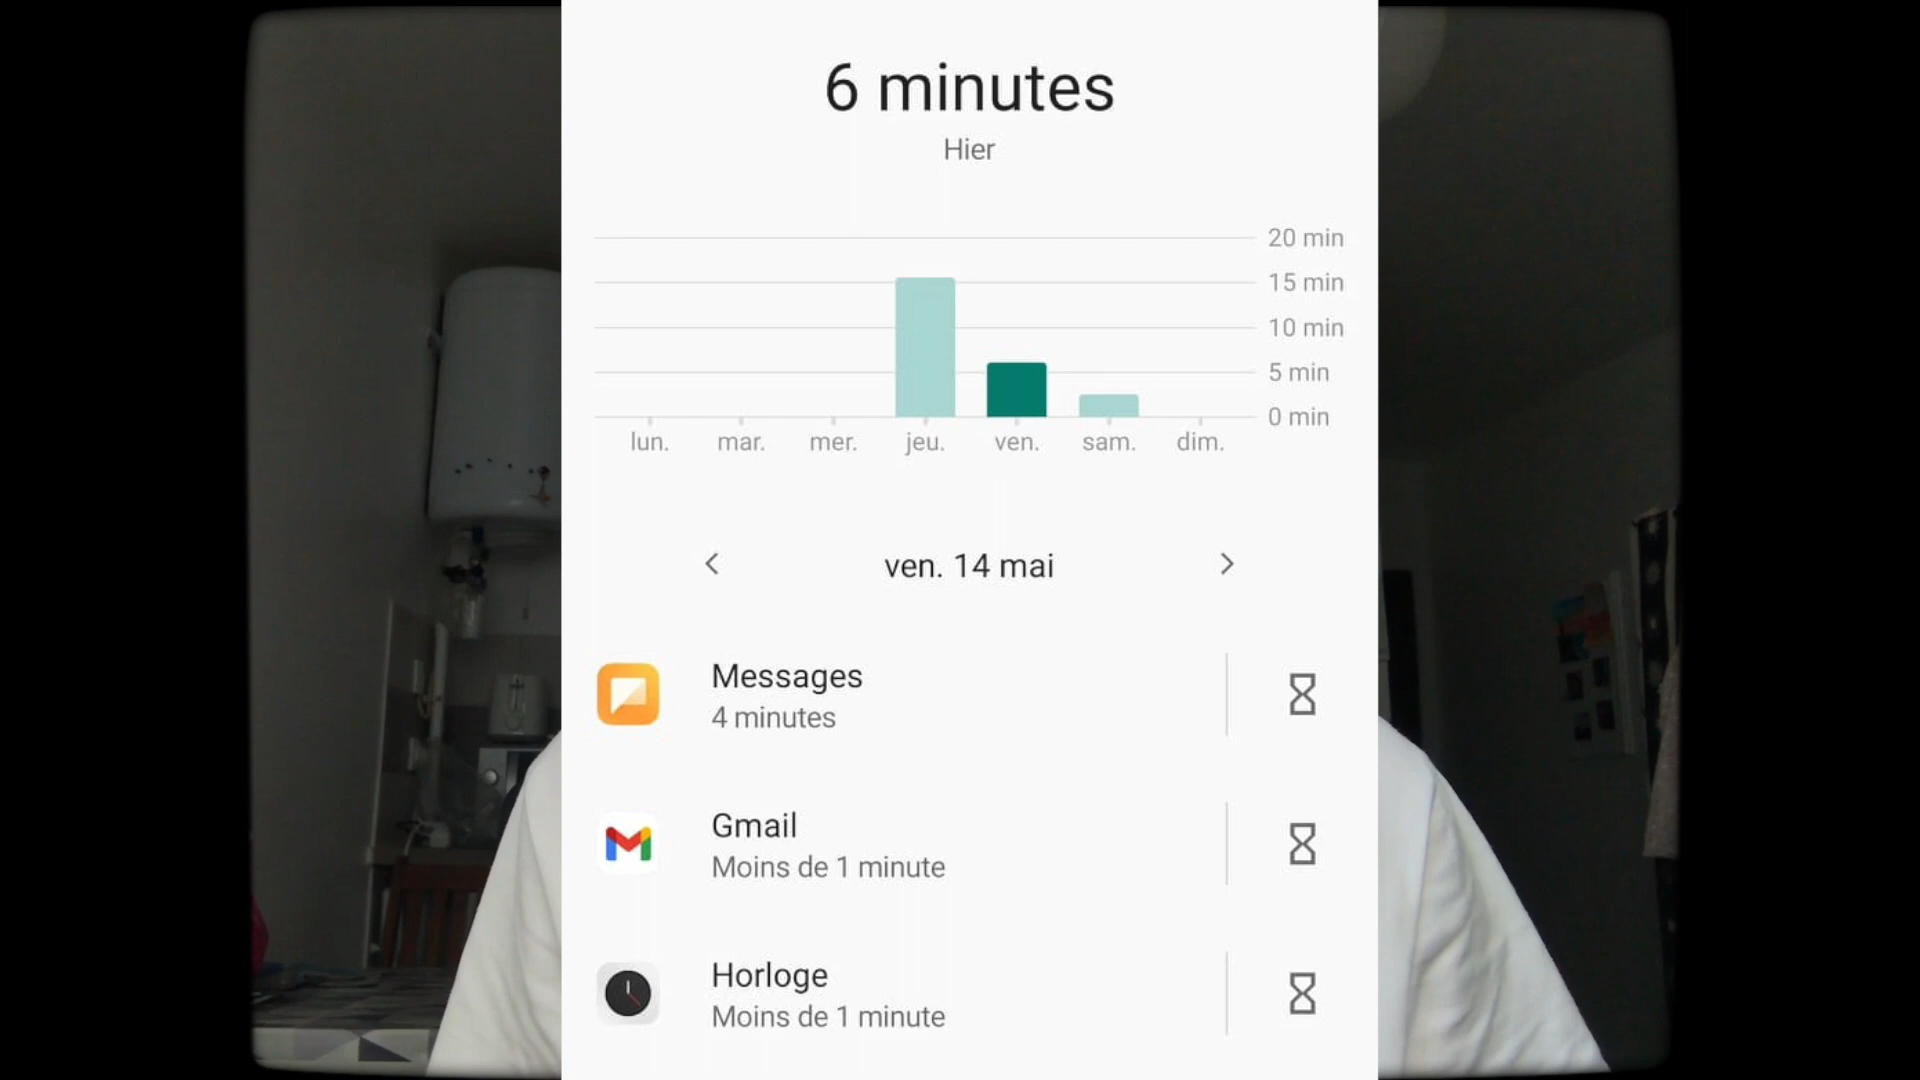 6 minutes
Hier
20 min
15 min
10 min
5 min
0 min
lun. mar. mer. jeu. ven. sam. dim.
ven. 14 mai
Messages
4 minutes
Gmail
Moins de 1 minute
Horloge
Moins de 1 minute